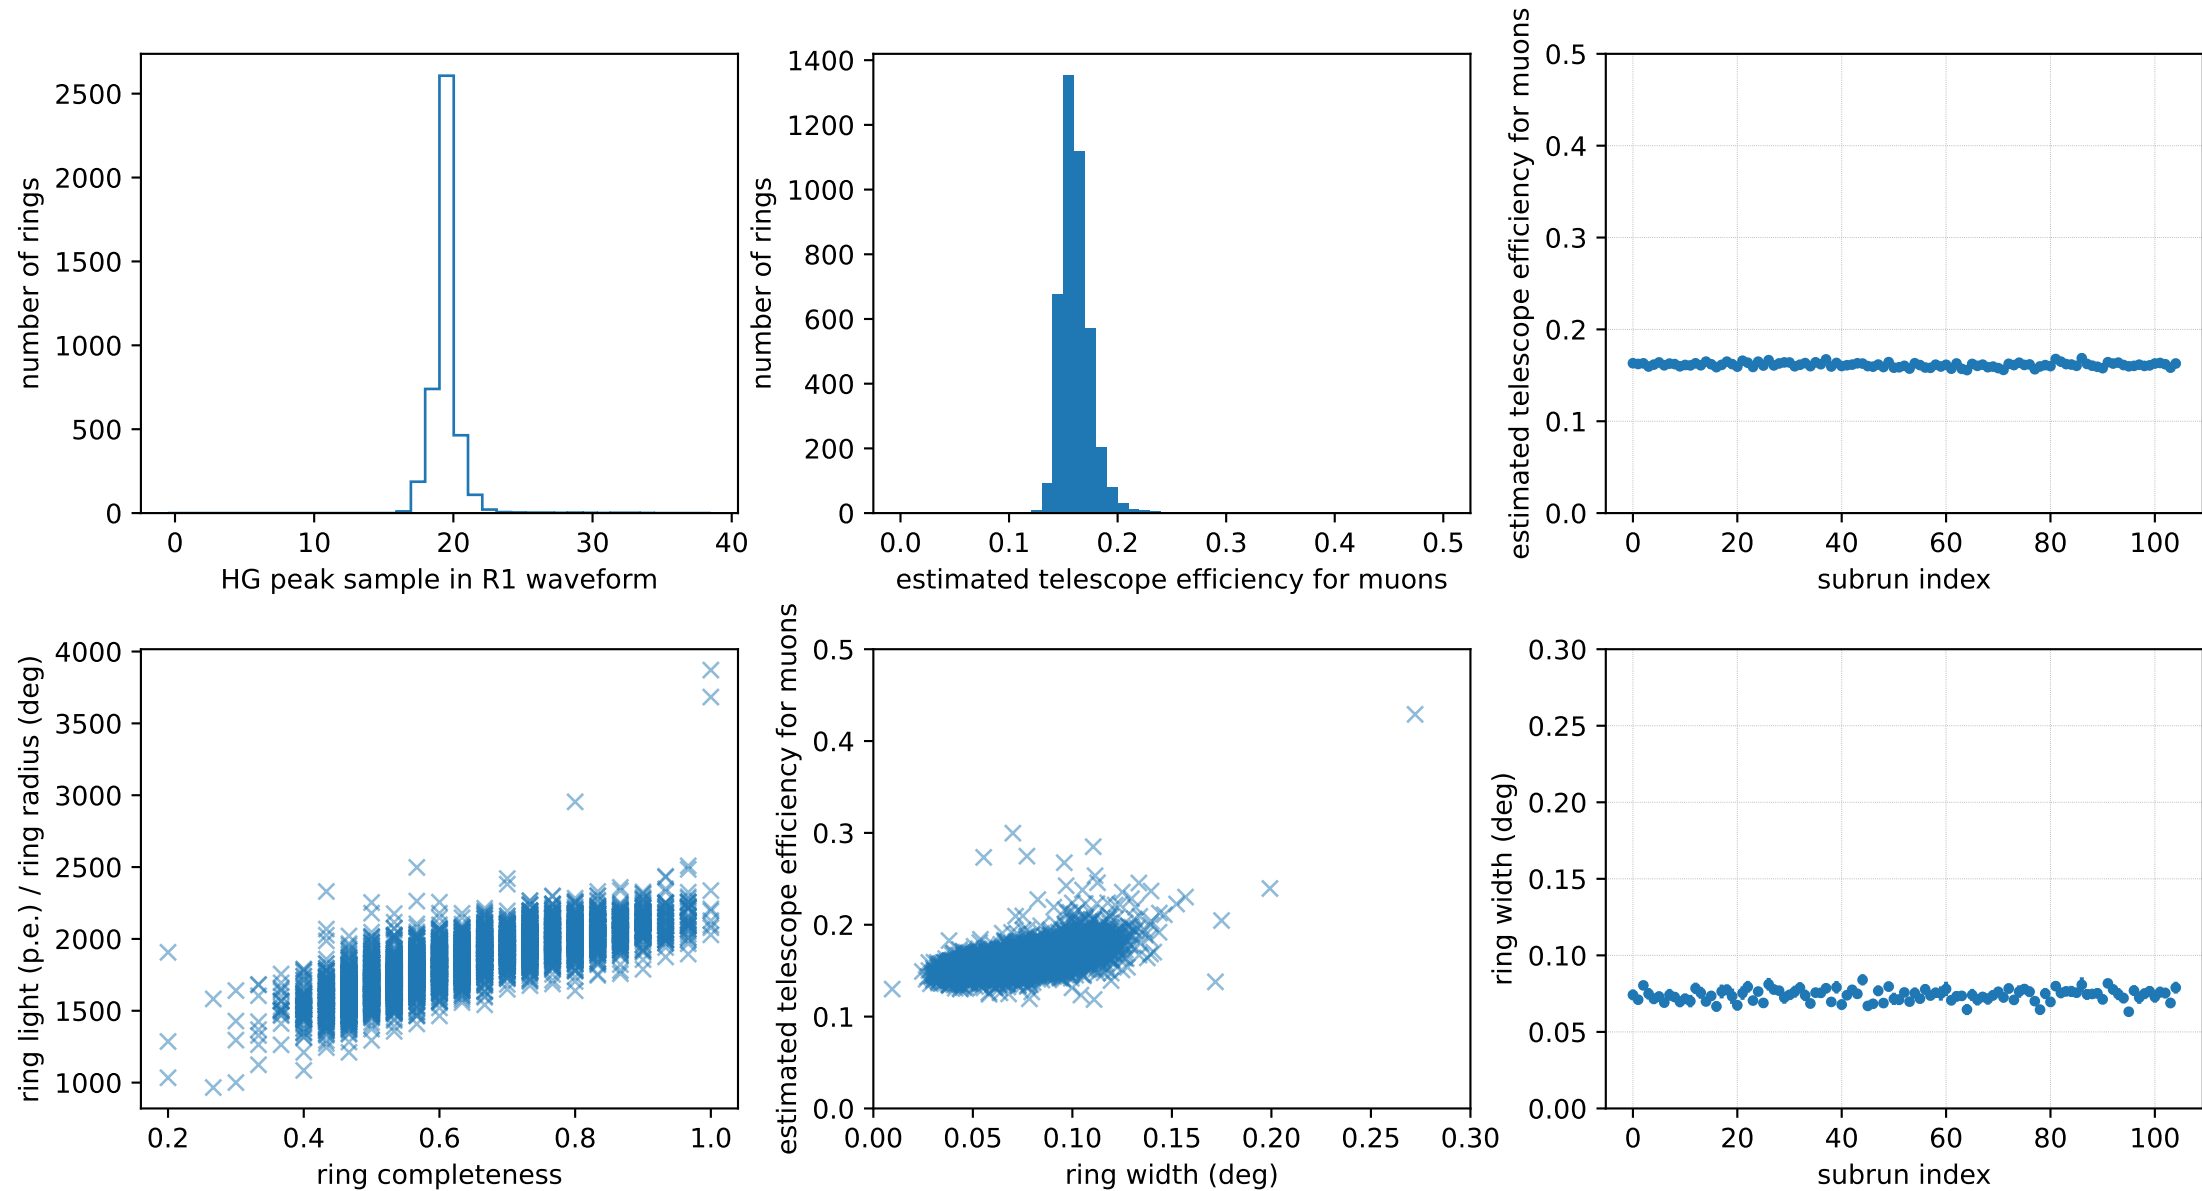 number of rings
2500
2000
1500
1000
500
0
0 10 20 30 40
HG peak sample in R1 waveform
number of rings
1400
1200
1000
800
600
400
200
0
0.0 0.1 0.2 0.3 0.4 0.5
estimated telescope efficiency for muons
estimated telescope efficiency for muons
0.5
0.4
0.3
0.2
0.1
0.0
0 20 40 60 80 100
subrun index
ring light (p.e.) / ring radius (deg)
4000
3500
3000
2500
2000
1500
1000
0.2 0.4 0.6 0.8 1.0
ring completeness
estimated telescope efficiency for muons
0.5
0.4
0.3
0.2
0.1
0.0
0.00 0.05 0.10 0.15 0.20 0.25 0.30
ring width (deg)
ring width (deg)
0.30
0.25
0.20
0.15
0.10
0.05
0.00
0 20 40 60 80 100
subrun index